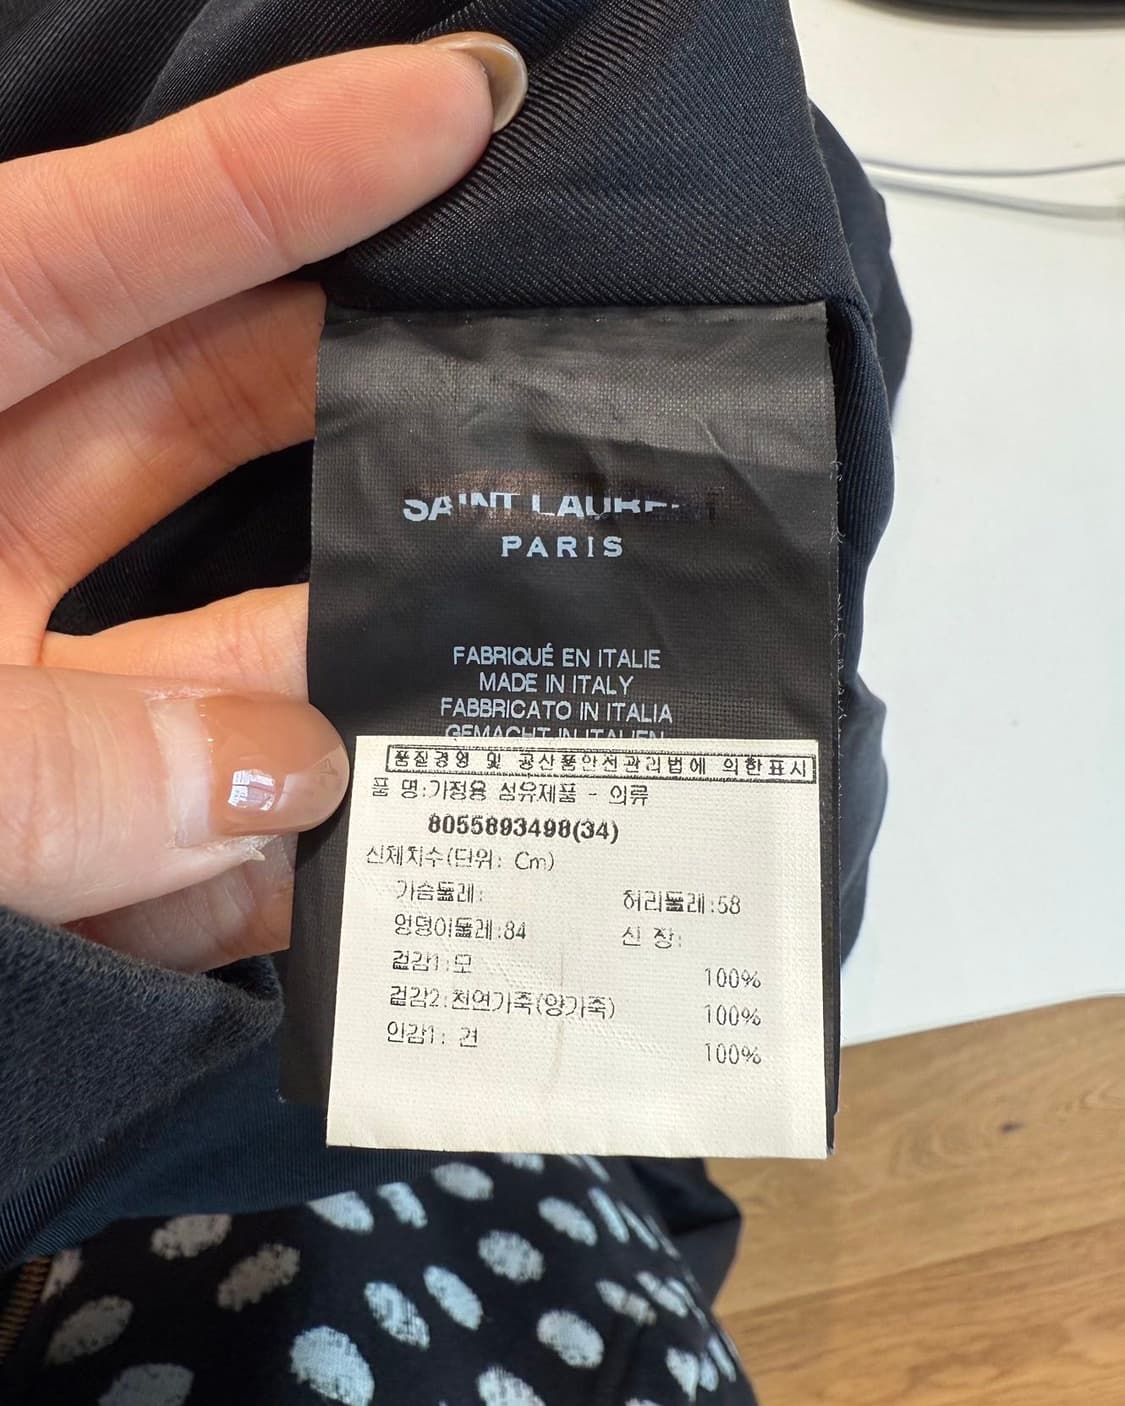 SAINT LAURENT
PARIS
FABRIQUÉ EN ITALIE
MADE IN ITALY
FABBRICATO IN ITALIA
GEMACHT IN ITALIEN
품질경영 및 공산품안전관리법에 의한표시
품 명:가정용 섬유제품 - 의류
8055893498(34)
신체치수(단위: Cm)
가슴둘레: 허리둘레:58
엉덩이둘레:84 신 장:
겉감1:모 100%
겉감2:천연가죽(양가죽) 100%
안감1: 견 100%